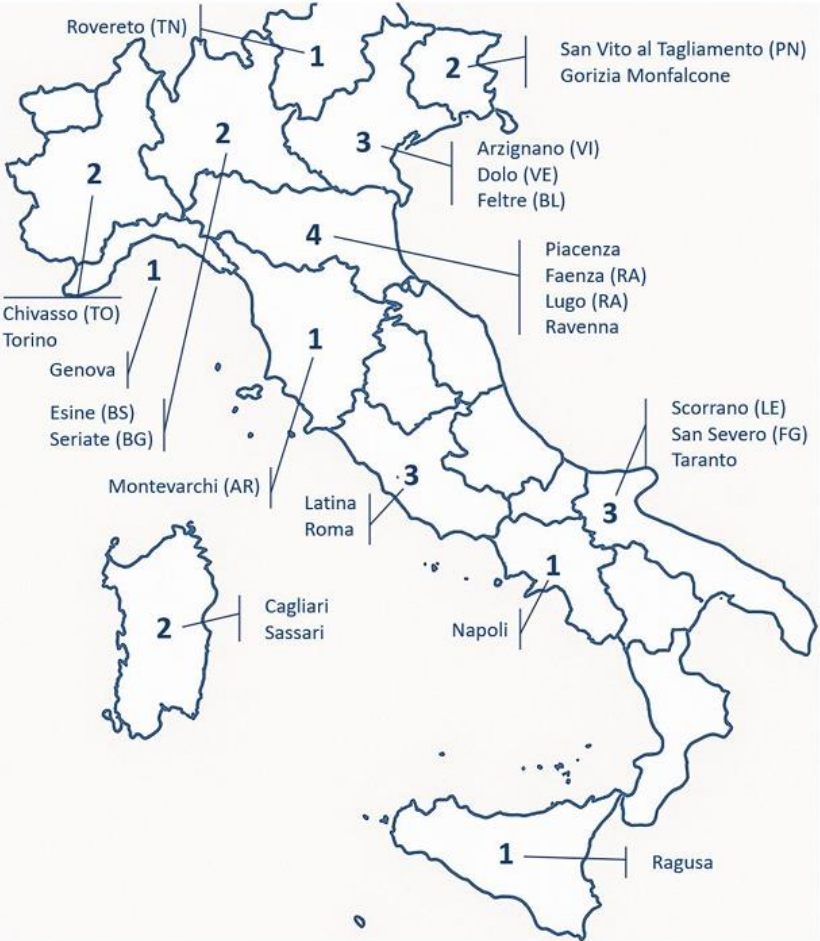 Rovereto (TN)
1
2
San Vito al Tagliamento (PN)
Gorizia Monfalcone
2
3
Arzignano (VI)
Dolo (VE)
Feltre (BL)
2
4
Piacenza
Faenza (RA)
Lugo (RA)
Ravenna
1
Chivasso (TO)
Torino
Genova
1
Esine (BS)
Seriate (BG)
Montevarchi (AR)
3
Latina
Roma
Scorrano (LE)
San Severo (FG)
Taranto
3
1
Napoli
2
Cagliari
Sassari
1
Ragusa